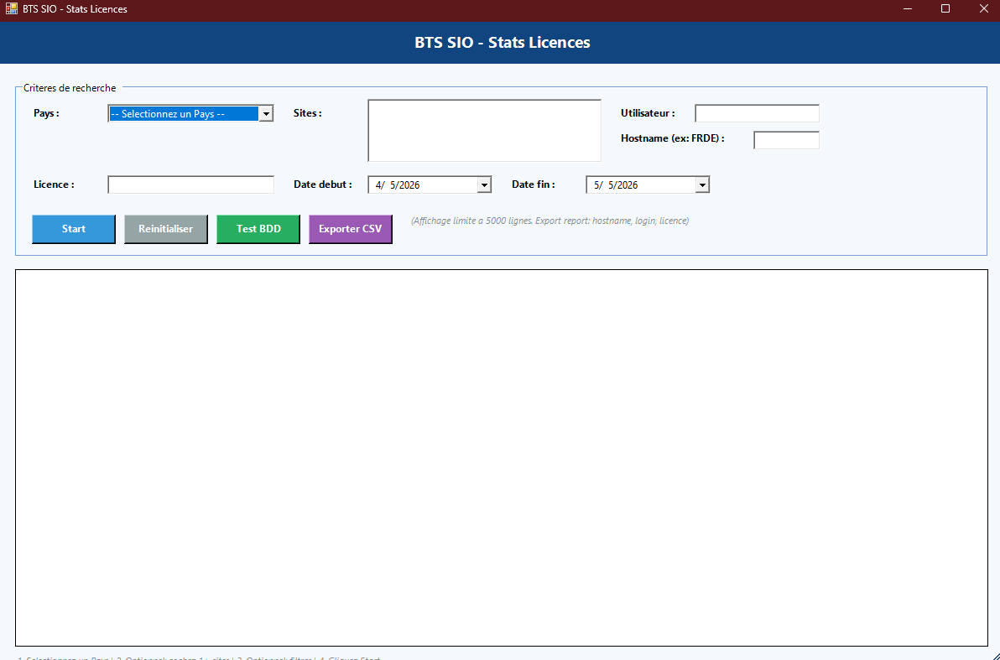 BTS SIO - Stats Licences
BTS SIO - Stats Licences
Criteres de recherche
Pays :
-- Selectionnez un Pays --
Sites :
Utilisateur :
Hostname (ex: FRDE) :
Licence :
Date debut :
4/ 5/2026
Date fin :
5/ 5/2026
Start
Reinitialiser
Test BDD
Exporter CSV
(Affichage limite a 5000 lignes. Export report: hostname, login, licence)
1. Selectionnez un Pays | 2. Optionnel: cochez 1+ sites | 3. Optionnel: filtres | 4. Cliquez Start